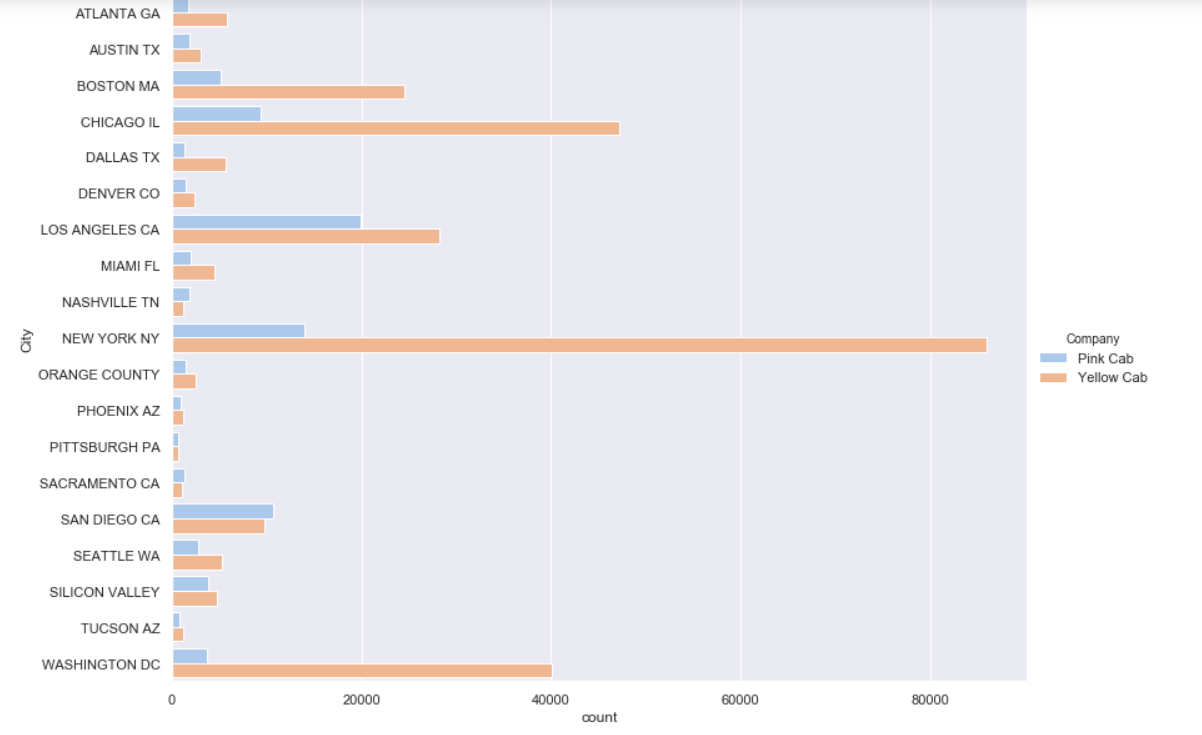 ATLANTA GA
AUSTIN TX
BOSTON MA
CHICAGO IL
DALLAS TX
DENVER CO
LOS ANGELES CA
MIAMI FL
NASHVILLE TN
NEW YORK NY
ORANGE COUNTY
PHOENIX AZ
PITTSBURGH PA
SACRAMENTO CA
SAN DIEGO CA
SEATTLE WA
SILICON VALLEY
TUCSON AZ
WASHINGTON DC
City
0 20000 40000 60000 80000
count
Company
Pink Cab
Yellow Cab